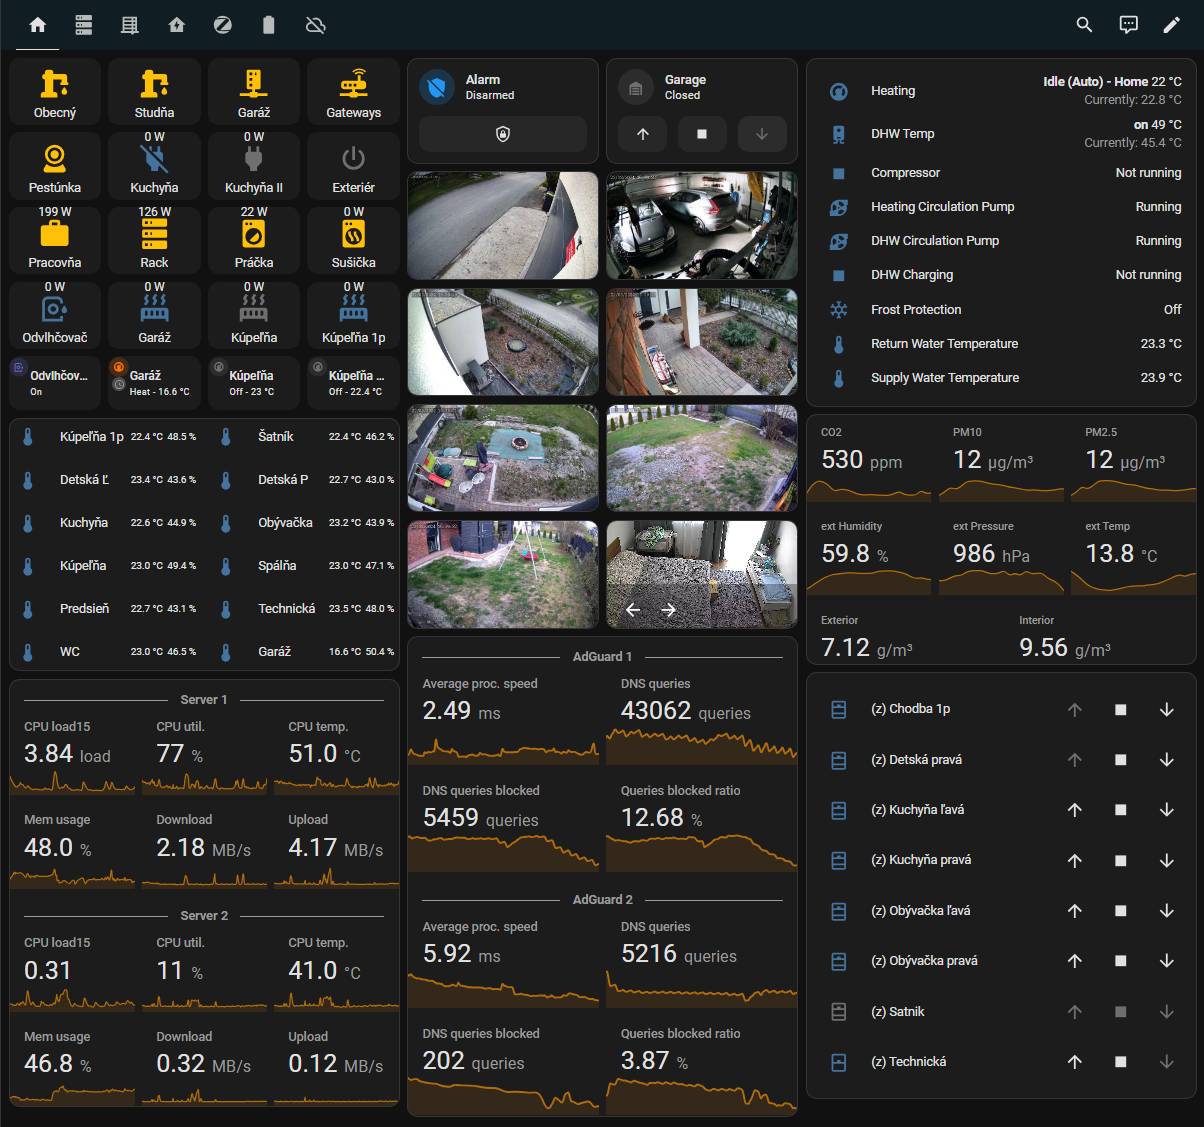 Obecný
Studňa
Garáž
Gateways
0 W
Pestúnka
Kuchyňa
Kuchyňa II
Exteriér
199 W
126 W
22 W
0 W
Pracovňa
Rack
Práčka
Sušička
0 W
0 W
0 W
0 W
Odvlhčovač
Garáž
Kúpeľňa
Kúpeľňa 1p
Odvlhčov...
On
Garáž
Heat - 16.6 °C
Kúpeľňa
Off - 23 °C
Kúpeľňa ...
Off - 22.4 °C
Kúpeľňa 1p 22.4 °C 48.5 %
Šatník 22.4 °C 46.2 %
Detská Ľ 23.4 °C 43.6 %
Detská P 22.7 °C 43.0 %
Kuchyňa 22.6 °C 44.9 %
Obývačka 23.2 °C 43.9 %
Kúpeľňa 23.0 °C 49.4 %
Spálňa 23.0 °C 47.1 %
Predsieň 22.7 °C 43.1 %
Technická 23.5 °C 48.0 %
WC 23.0 °C 46.5 %
Garáž 16.6 °C 50.4 %
Server 1
CPU load15
CPU util.
CPU temp.
3.84 load
77 %
51.0 °C
Mem usage
Download
Upload
48.0 %
2.18 MB/s
4.17 MB/s
Server 2
CPU load15
CPU util.
CPU temp.
0.31
11 %
41.0 °C
Mem usage
Download
Upload
46.8 %
0.32 MB/s
0.12 MB/s
Alarm
Disarmed
Garage
Closed
AdGuard 1
Average proc. speed
DNS queries
2.49 ms
43062 queries
DNS queries blocked
Queries blocked ratio
5459 queries
12.68 %
AdGuard 2
Average proc. speed
DNS queries
5.92 ms
5216 queries
DNS queries blocked
Queries blocked ratio
202 queries
3.87 %
Heating
Idle (Auto) - Home 22 °C
Currently: 22.8 °C
DHW Temp
on 49 °C
Currently: 45.4 °C
Compressor Not running
Heating Circulation Pump Running
DHW Circulation Pump Running
DHW Charging Not running
Frost Protection Off
Return Water Temperature 23.3 °C
Supply Water Temperature 23.9 °C
CO2
PM10
PM2.5
530 ppm
12 µg/m³
12 µg/m³
ext Humidity
ext Pressure
ext Temp
59.8 %
986 hPa
13.8 °C
Exterior
Interior
7.12 g/m³
9.56 g/m³
(z) Chodba 1p
(z) Detská pravá
(z) Kuchyňa ľavá
(z) Kuchyňa pravá
(z) Obývačka ľavá
(z) Obývačka pravá
(z) Satnik
(z) Technická